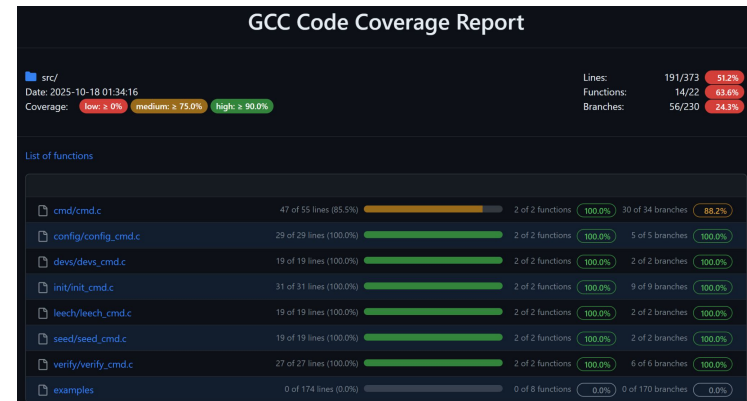 GCC Code Coverage Report
src/
Date: 2025-10-18 01:34:16
Coverage: low: ≥ 0% medium: ≥ 75.0% high: ≥ 90.0%
Lines: 191/373 51.2%
Functions: 14/22 63.6%
Branches: 56/230 24.3%
List of functions
cmd/cmd.c 47 of 55 lines (85.5%) 2 of 2 functions 100.0% 30 of 34 branches 88.2%
config/config_cmd.c 29 of 29 lines (100.0%) 2 of 2 functions 100.0% 5 of 5 branches 100.0%
devs/devs_cmd.c 19 of 19 lines (100.0%) 2 of 2 functions 100.0% 2 of 2 branches 100.0%
init/init_cmd.c 31 of 31 lines (100.0%) 2 of 2 functions 100.0% 9 of 9 branches 100.0%
leech/leech_cmd.c 19 of 19 lines (100.0%) 2 of 2 functions 100.0% 2 of 2 branches 100.0%
seed/seed_cmd.c 19 of 19 lines (100.0%) 2 of 2 functions 100.0% 2 of 2 branches 100.0%
verify/verify_cmd.c 27 of 27 lines (100.0%) 2 of 2 functions 100.0% 6 of 6 branches 100.0%
examples 0 of 174 lines (0.0%) 0 of 8 functions 0.0% 0 of 170 branches 0.0%